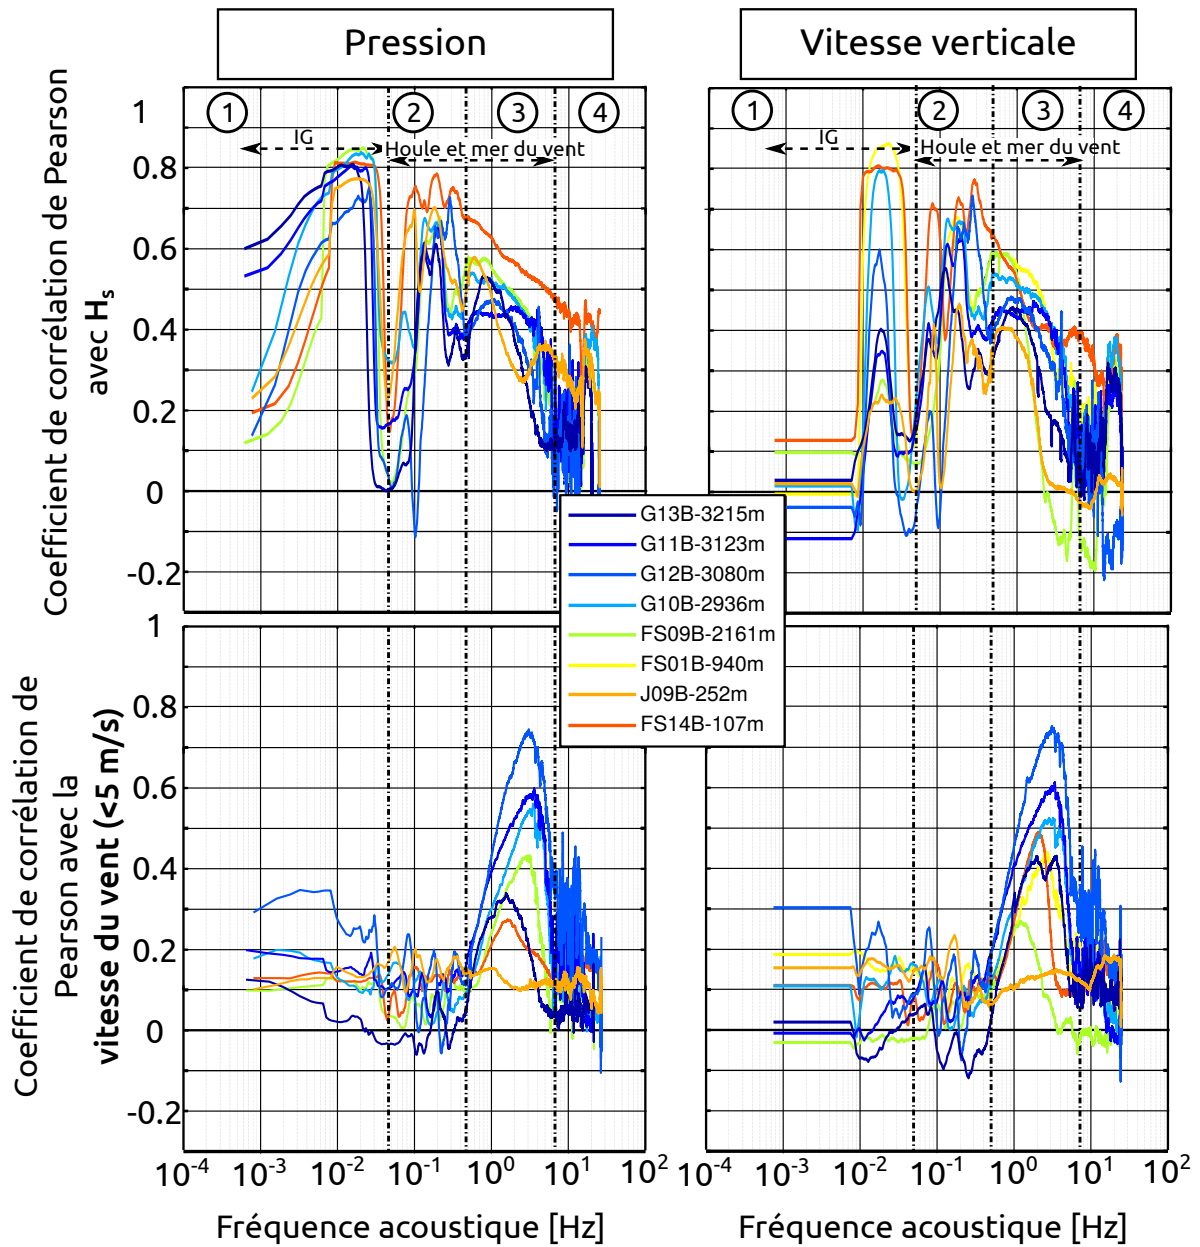 Pression
Vitesse verticale
Coefficient de corrélation de Pearson
avec Hs
1
0.8
0.6
0.4
0.2
0
-0.2
1 2 3 4
IG
Houle et mer du vent
1 2 3 4
IG
Houle et mer du vent
G13B-3215m
G11B-3123m
G12B-3080m
G10B-2936m
FS09B-2161m
FS01B-940m
J09B-252m
FS14B-107m
Coefficient de corrélation de
Pearson avec la
vitesse du vent (<5 m/s)
1
0.8
0.6
0.4
0.2
0
-0.2
10-4 10-3 10-2 10-1 100 101 102
10-4 10-3 10-2 10-1 100 101 102
Fréquence acoustique [Hz]
Fréquence acoustique [Hz]